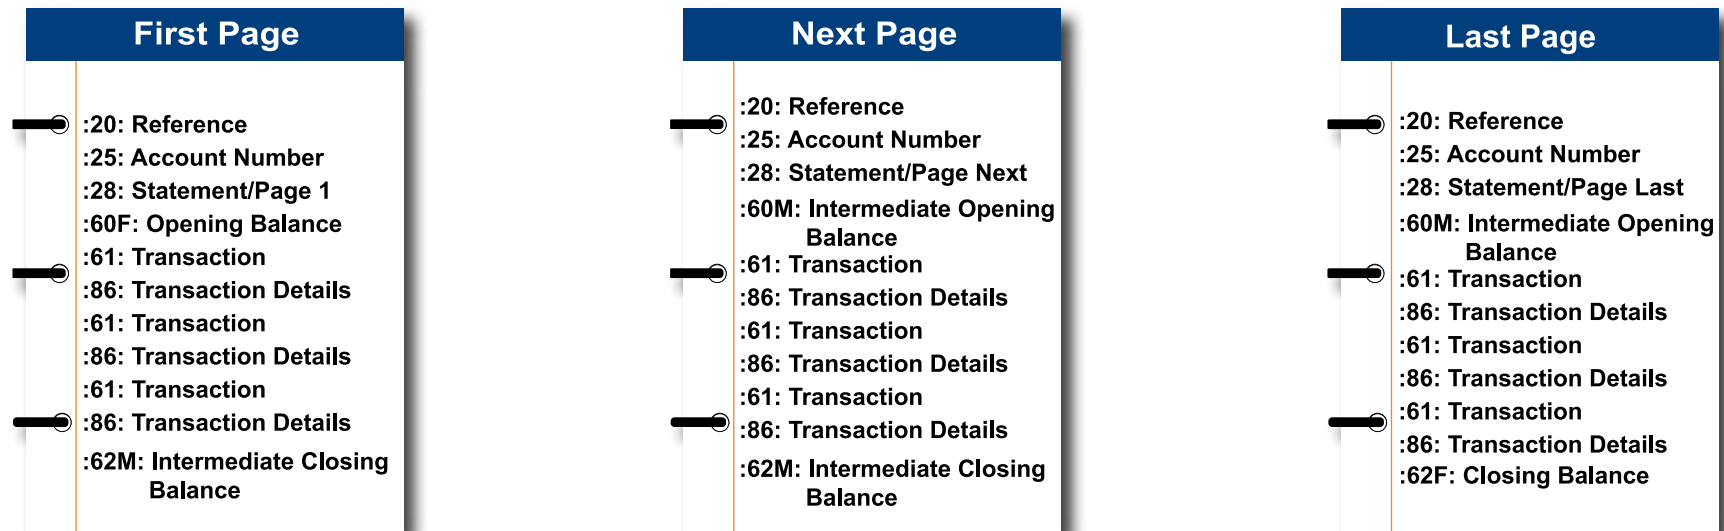 First Page
:20: Reference
:25: Account Number
:28: Statement/Page 1
:60F: Opening Balance
:61: Transaction
:86: Transaction Details
:61: Transaction
:86: Transaction Details
:61: Transaction
:86: Transaction Details
:62M: Intermediate Closing
Balance
Next Page
:20: Reference
:25: Account Number
:28: Statement/Page Next
:60M: Intermediate Opening
Balance
:61: Transaction
:86: Transaction Details
:61: Transaction
:86: Transaction Details
:61: Transaction
:86: Transaction Details
:62M: Intermediate Closing
Balance
Last Page
:20: Reference
:25: Account Number
:28: Statement/Page Last
:60M: Intermediate Opening
Balance
:61: Transaction
:86: Transaction Details
:61: Transaction
:86: Transaction Details
:61: Transaction
:86: Transaction Details
:62F: Closing Balance